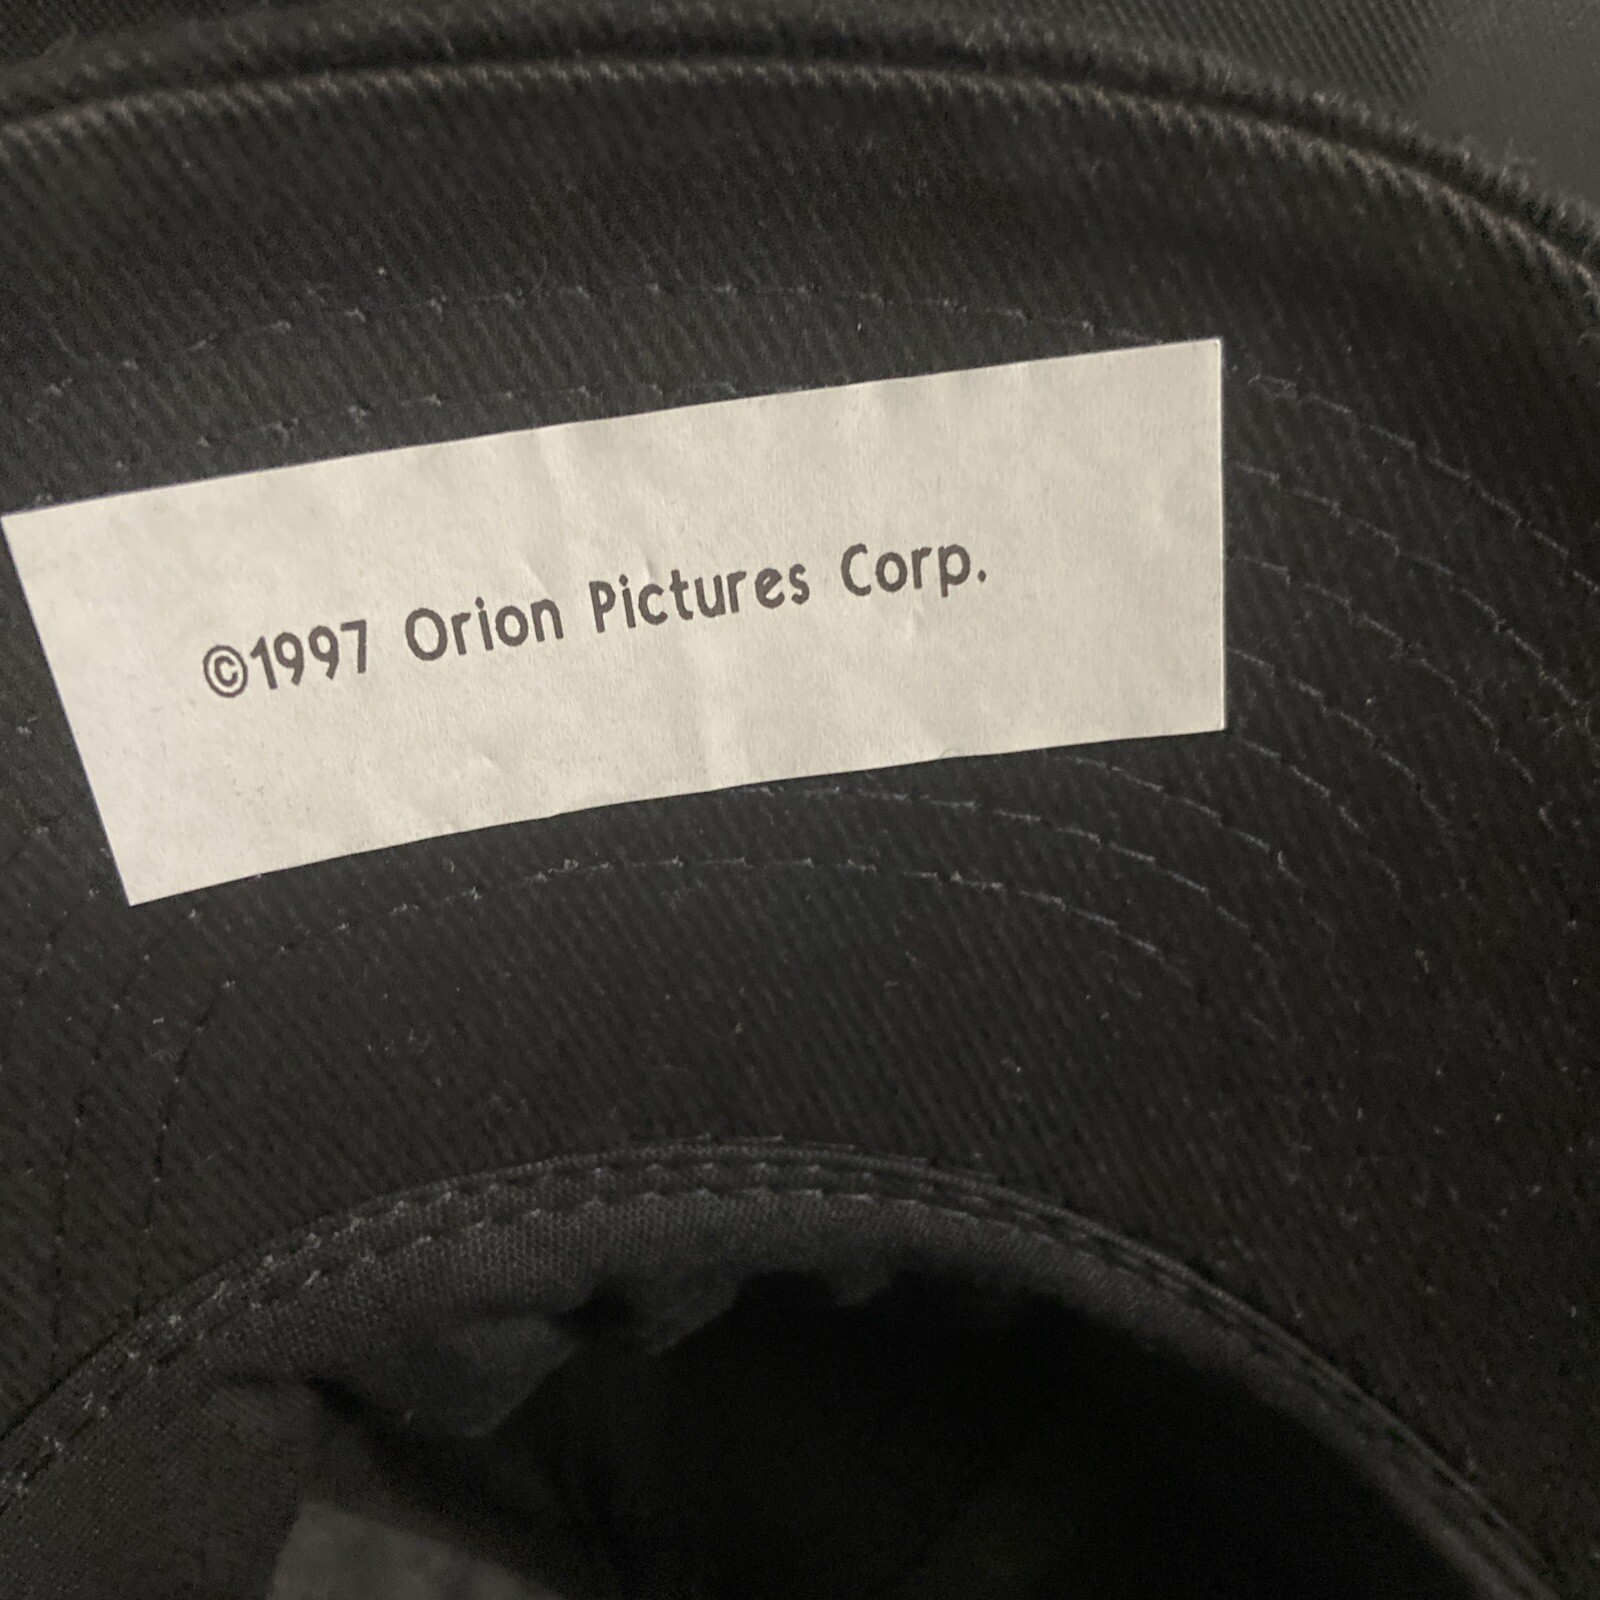 ©1997 Orion Pictures Corp.